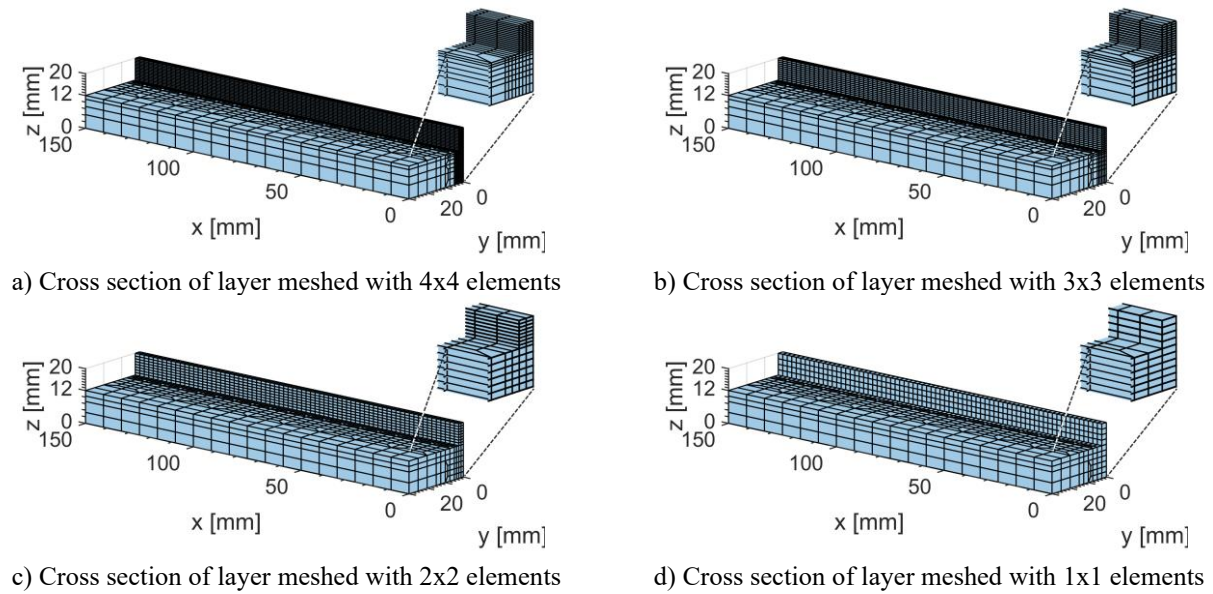 20
12
0
150
100
50
0
20
0
z [mm]
x [mm]
y [mm]
a) Cross section of layer meshed with 4x4 elements
20
12
0
150
100
50
0
20
0
z [mm]
x [mm]
y [mm]
b) Cross section of layer meshed with 3x3 elements
20
12
0
150
100
50
0
20
0
z [mm]
x [mm]
y [mm]
c) Cross section of layer meshed with 2x2 elements
20
12
0
150
100
50
0
20
0
z [mm]
x [mm]
y [mm]
d) Cross section of layer meshed with 1x1 elements